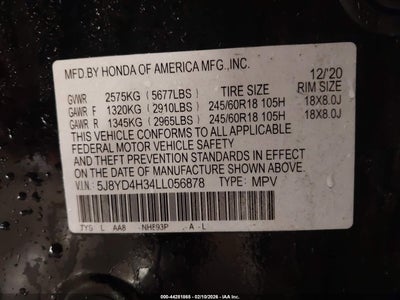 MFD.BY HONDA OF AMERICA MFG.,INC.
12/'20
GVWR 2575KG (5677LBS) TIRE SIZE RIM SIZE
GAWR F 1320KG (2910LBS) 245/60R18 105H 18X8.0J
GAWR R 1345KG (2965LBS) 245/60R18 105H 18X8.0J
THIS VEHICLE CONFORMS TO ALL APPLICABLE
FEDERAL MOTOR VEHICLE SAFETY
AND THEFT PREVENTION STANDARDS IN EFFECT
ON THE DATE OF MANUFACTURE SHOWN ABOVE.
5J8YD4H34LL056878 TYPE: MPV
L AA8 NH893P A - L
000-44281065 - 02/10/2026 - IAA Inc.